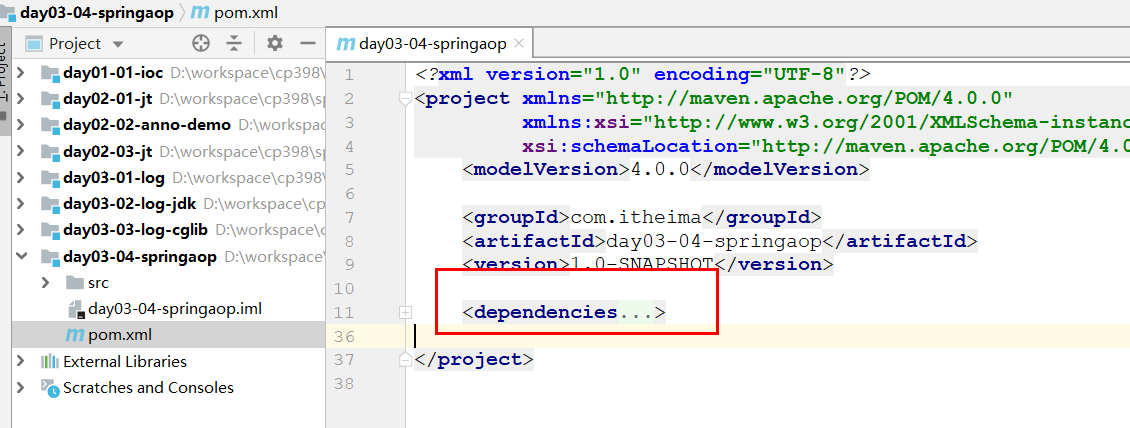 day03-04-springaop pom.xml
Project
day03-04-springaop
1: Project
day01-01-ioc D:\workspace\cp398\
day02-01-jt D:\workspace\cp398\sp
day02-02-anno-demo D:\workspace
day02-03-jt D:\workspace\cp398\sp
day03-01-log D:\workspace\cp398\
day03-02-log-jdk D:\workspace\cp
day03-03-log-cglib D:\workspace\c
day03-04-springaop D:\workspace\
src
day03-04-springaop.iml
pom.xml
External Libraries
Scratches and Consoles
1 <?xml version="1.0" encoding="UTF-8"?>
2 <project xmlns="http://maven.apache.org/POM/4.0.0"
3 xmlns:xsi="http://www.w3.org/2001/XMLSchema-instanc
4 xsi:schemaLocation="http://maven.apache.org/POM/4.0
5 <modelVersion>4.0.0</modelVersion>
6
7 <groupId>com.itheima</groupId>
8 <artifactId>day03-04-springaop</artifactId>
9 <version>1.0-SNAPSHOT</version>
10
11 <dependencies...>
36
37 </project>
38